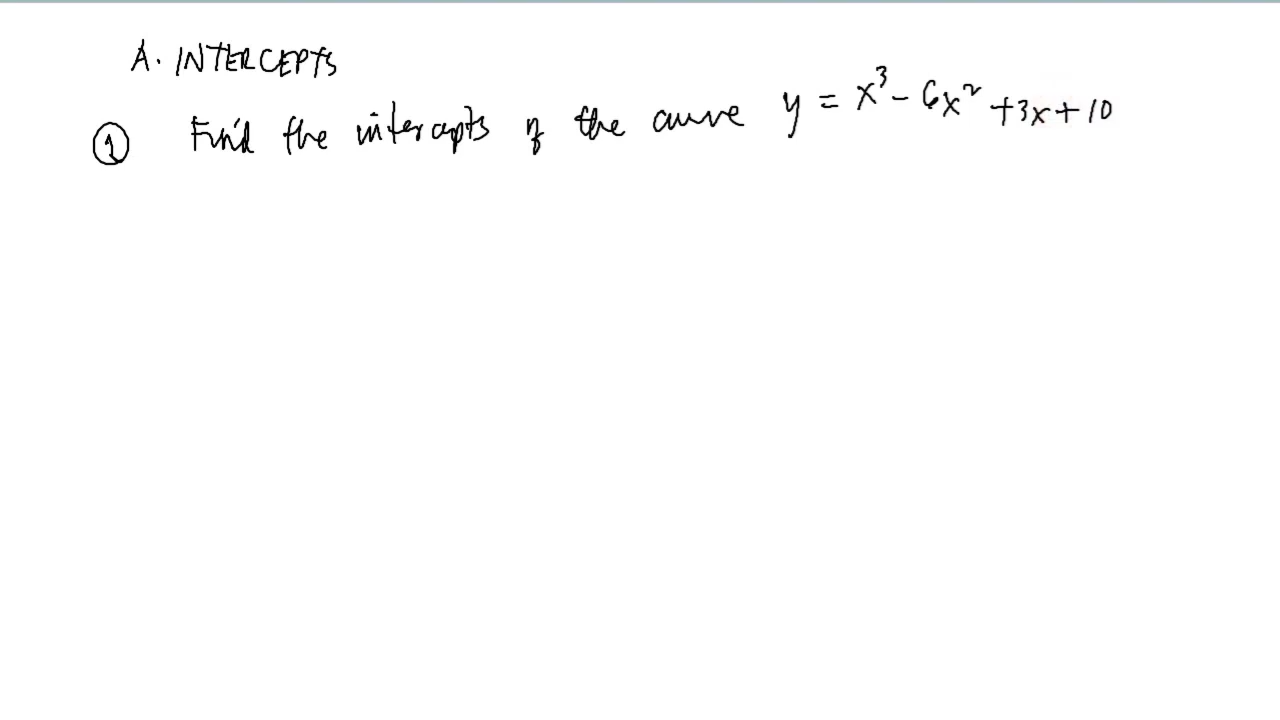 A. INTERCEPTS
① Find the intercepts of the curve y = x³ - 6x² + 3x + 10